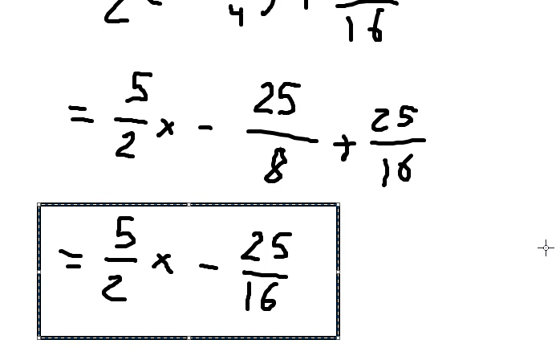 = 5/2 x - 25/8 + 25/16
= 5/2 x - 25/16